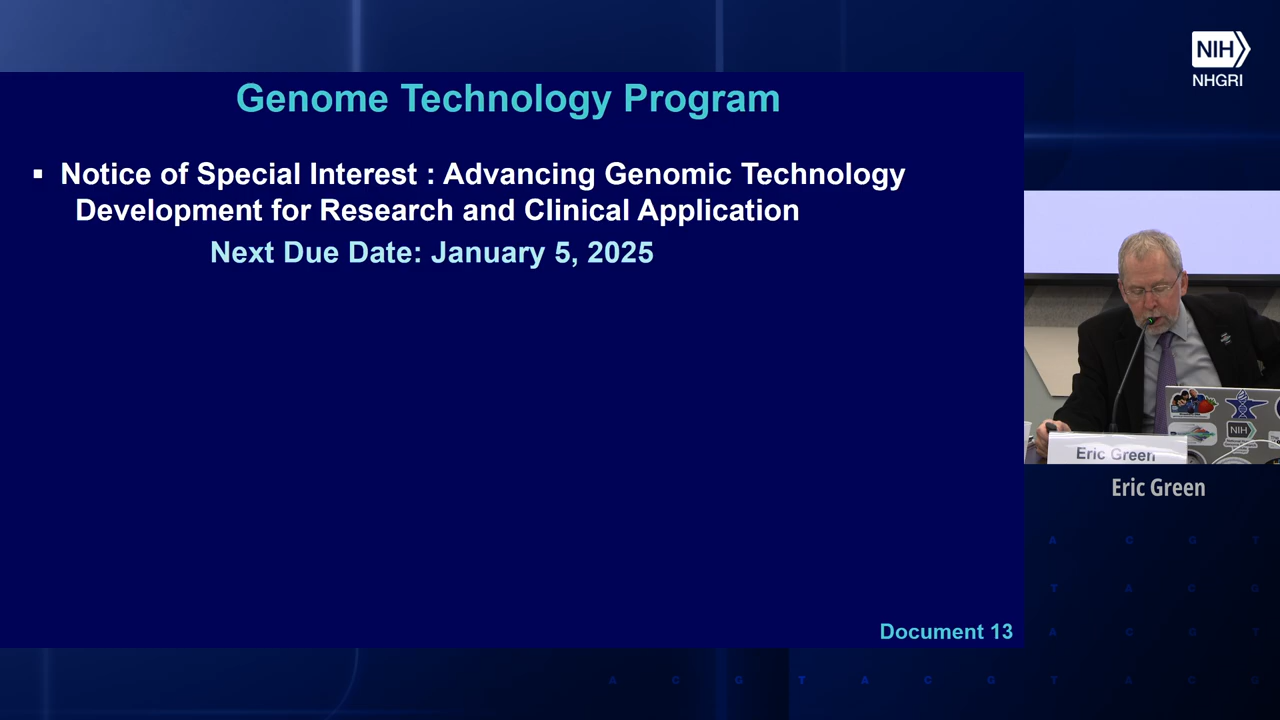 NIH
NHGRI
Genome Technology Program
▪ Notice of Special Interest : Advancing Genomic Technology
Development for Research and Clinical Application
Next Due Date: January 5, 2025
NIH
Eric Green
Eric Green
Document 13
A C G T
T A C G
A C G T
A C G T A C G T A C G